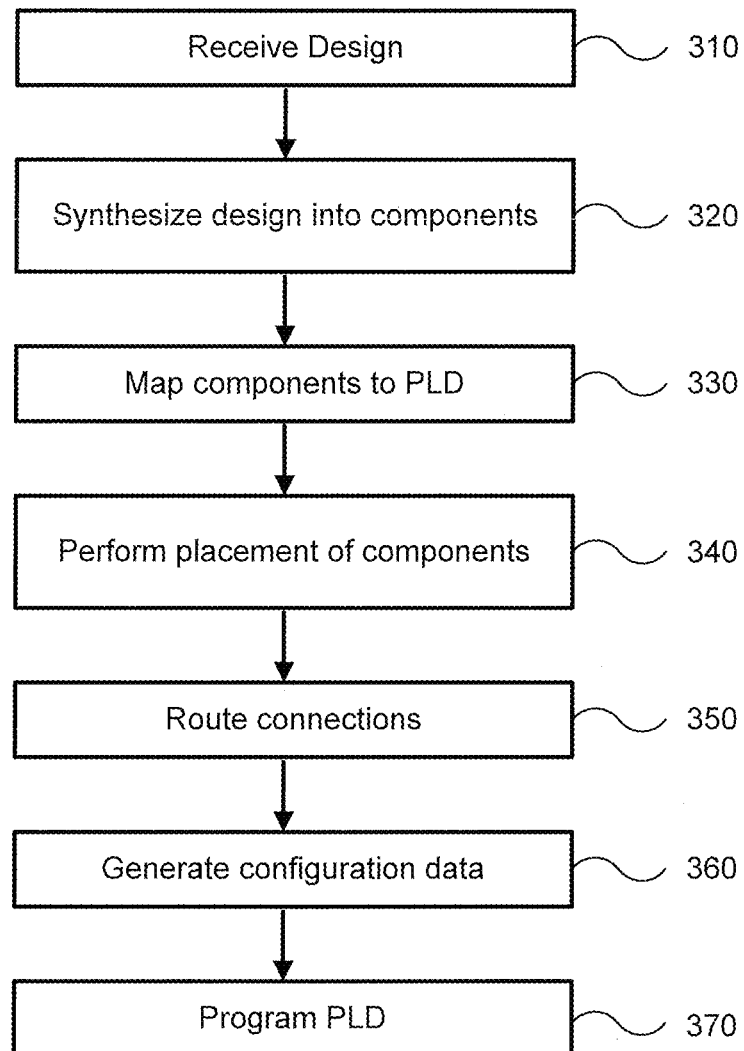 Receive Design 310
Synthesize design into components 320
Map components to PLD 330
Perform placement of components 340
Route connections 350
Generate configuration data 360
Program PLD 370